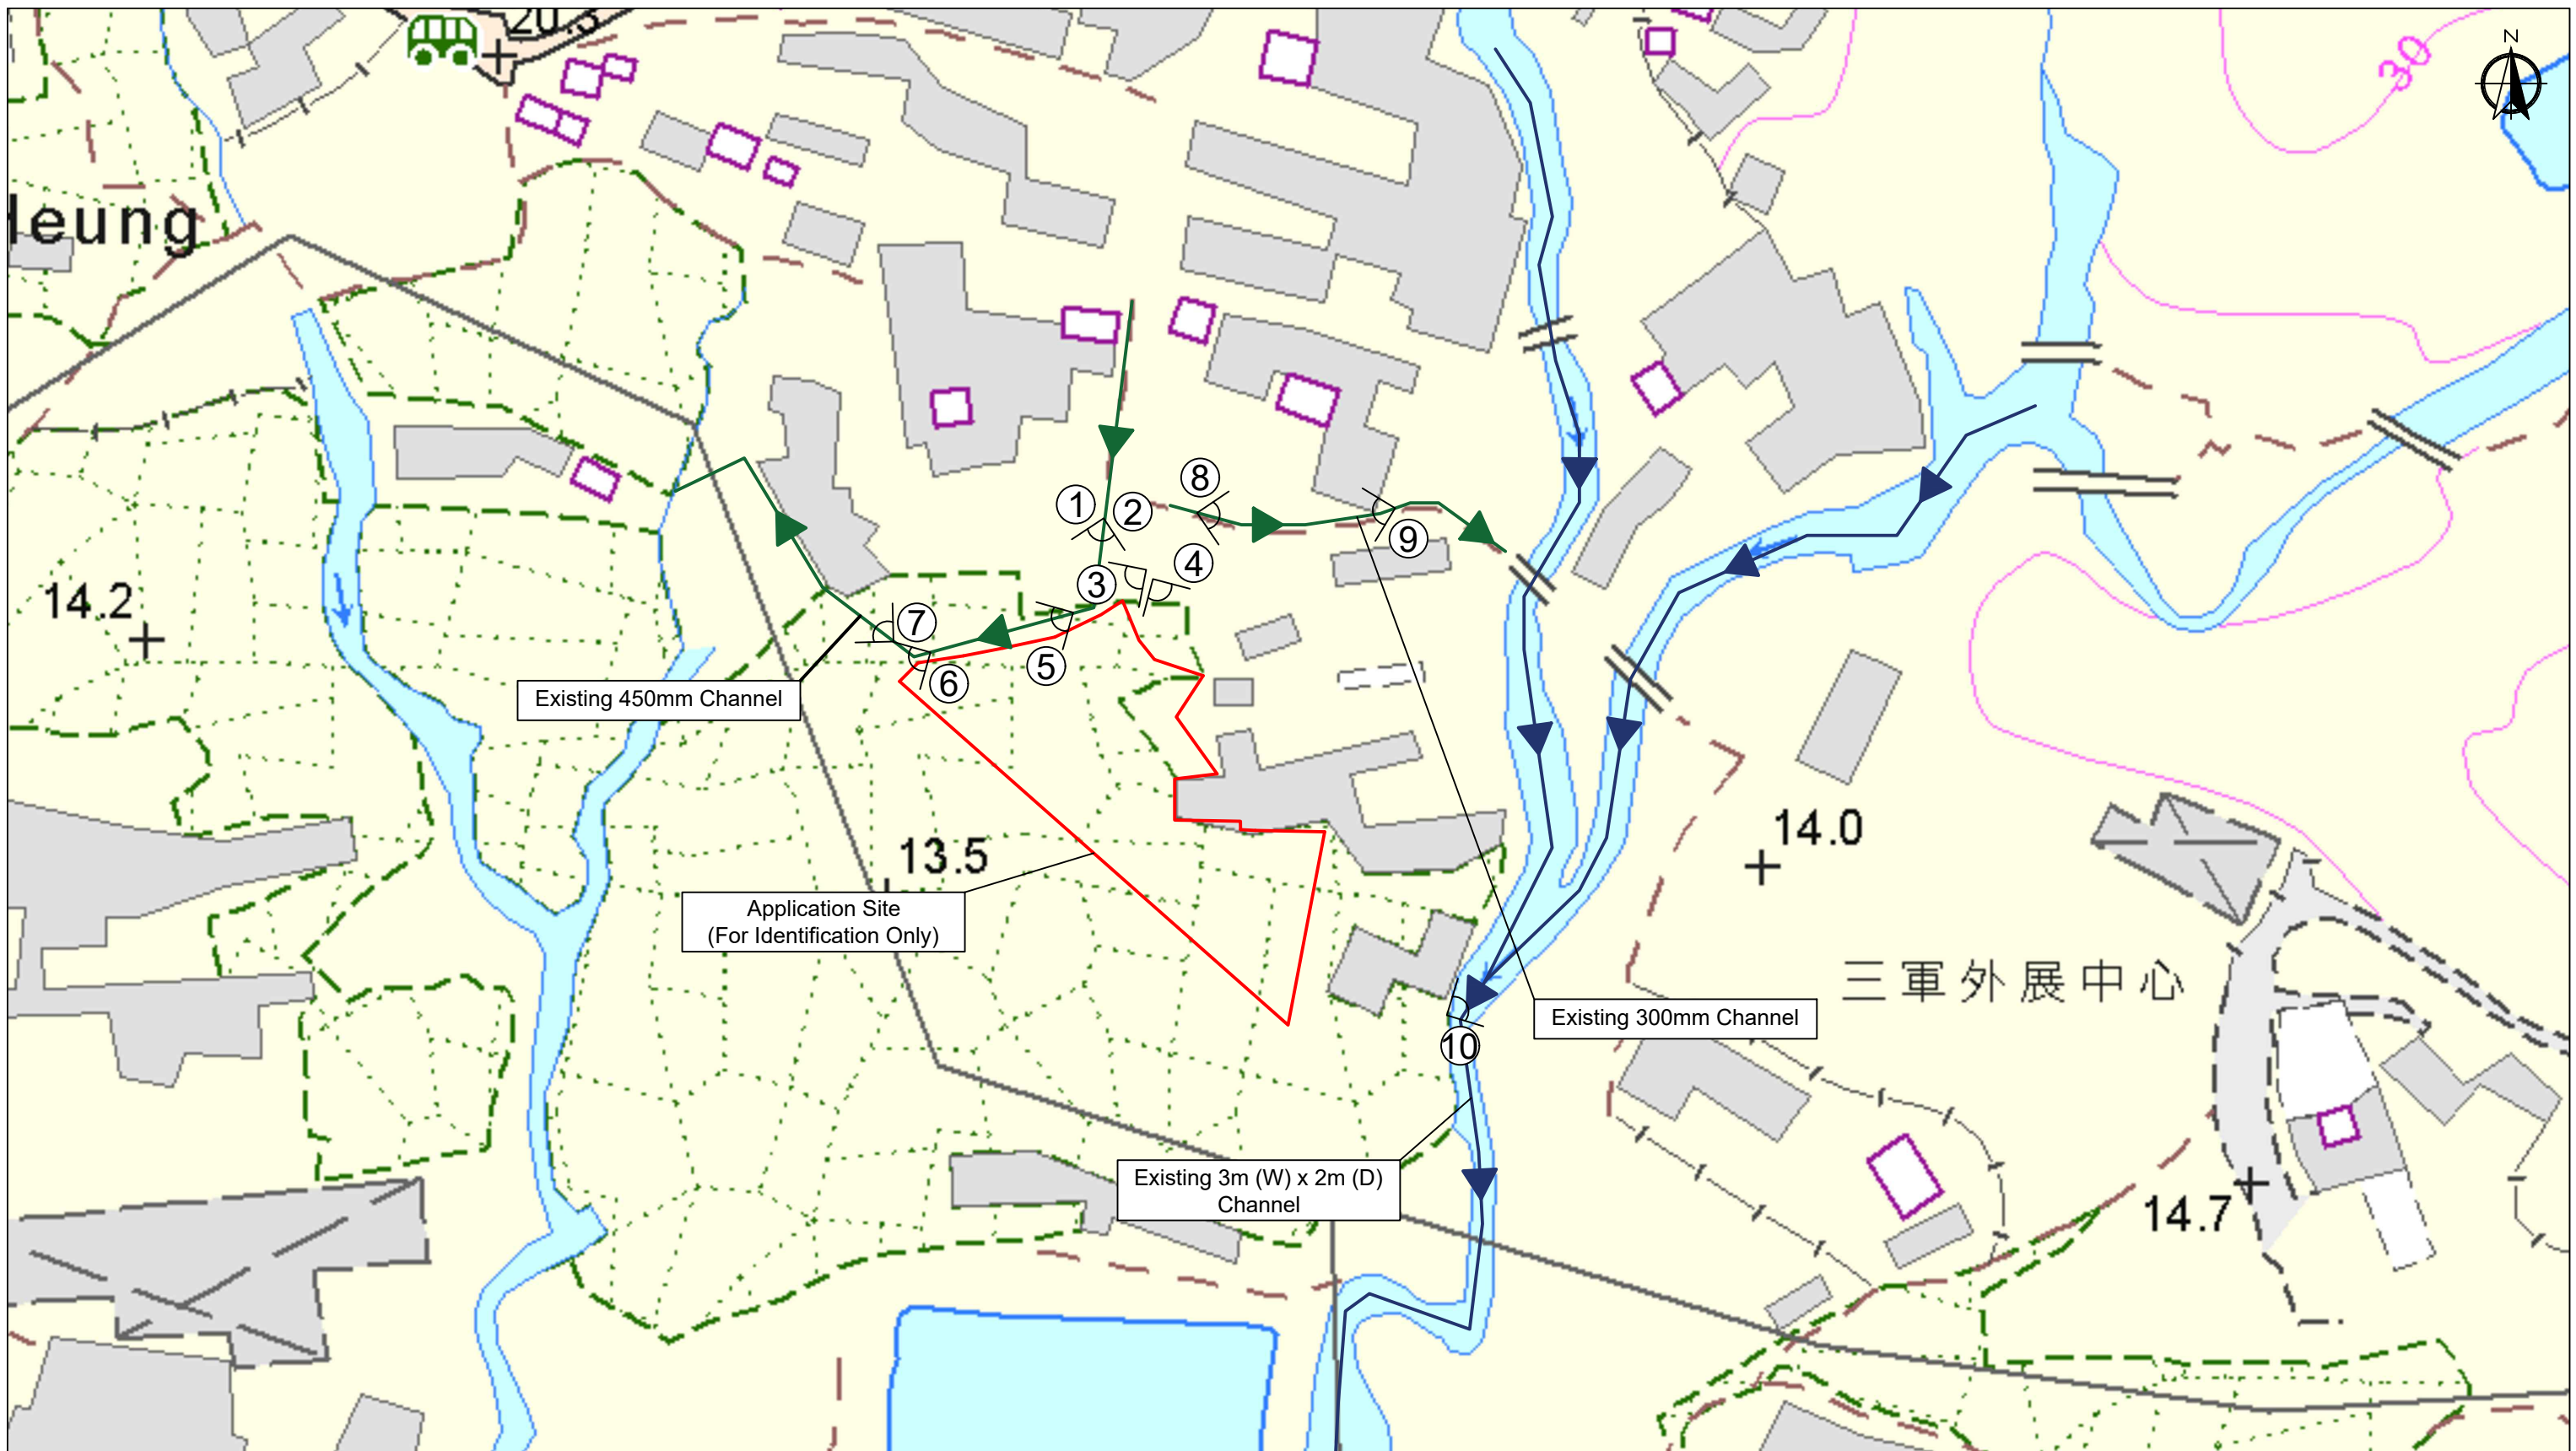 20.3
N
30
Heung
8
1
2
9
4
3
14.2
7
5
6
Existing 450mm Channel
14.0
13.5
Application Site
(For Identification Only)
三軍外展中心
Existing 300mm Channel
10
Existing 3m (W) x 2m (D)
Channel
14.7